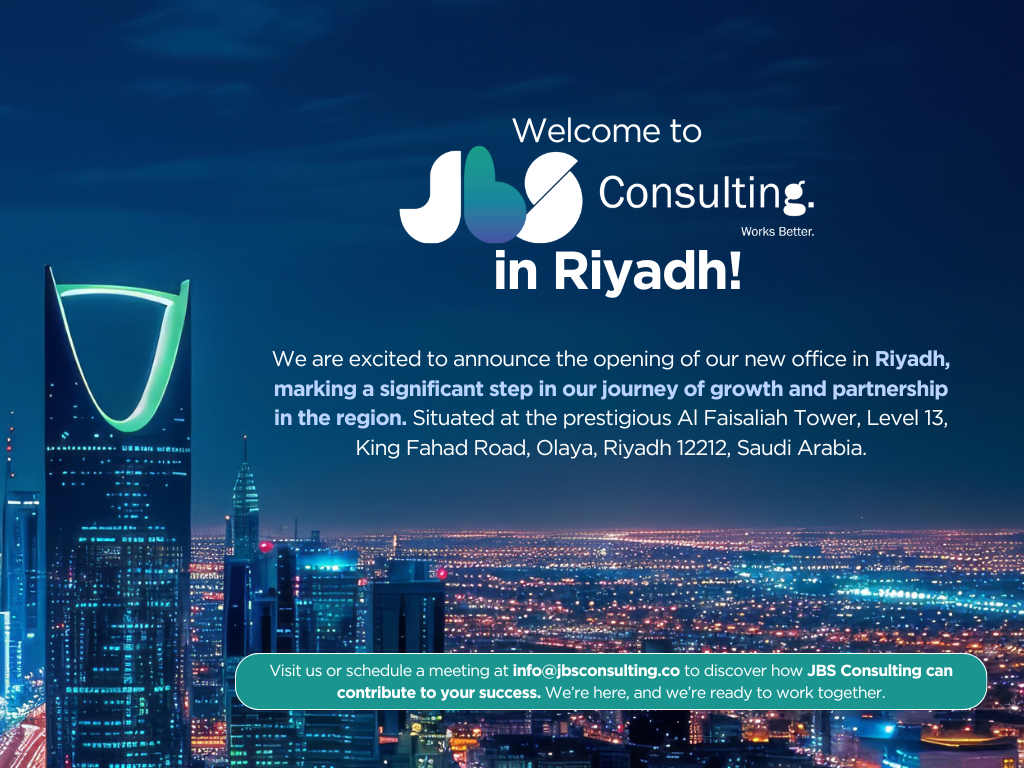 Welcome to
JbS Consulting.
Works Better.
in Riyadh!
We are excited to announce the opening of our new office in Riyadh,
marking a significant step in our journey of growth and partnership
in the region. Situated at the prestigious Al Faisaliah Tower, Level 13,
King Fahad Road, Olaya, Riyadh 12212, Saudi Arabia.
Visit us or schedule a meeting at info@jbsconsulting.co to discover how JBS Consulting can
contribute to your success. We're here, and we're ready to work together.